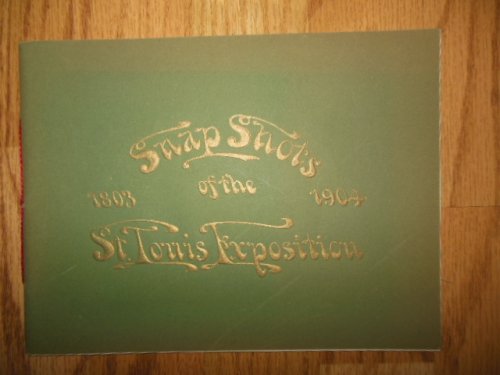 Snap Shots
of the
1803 1904
St. Louis Exposition